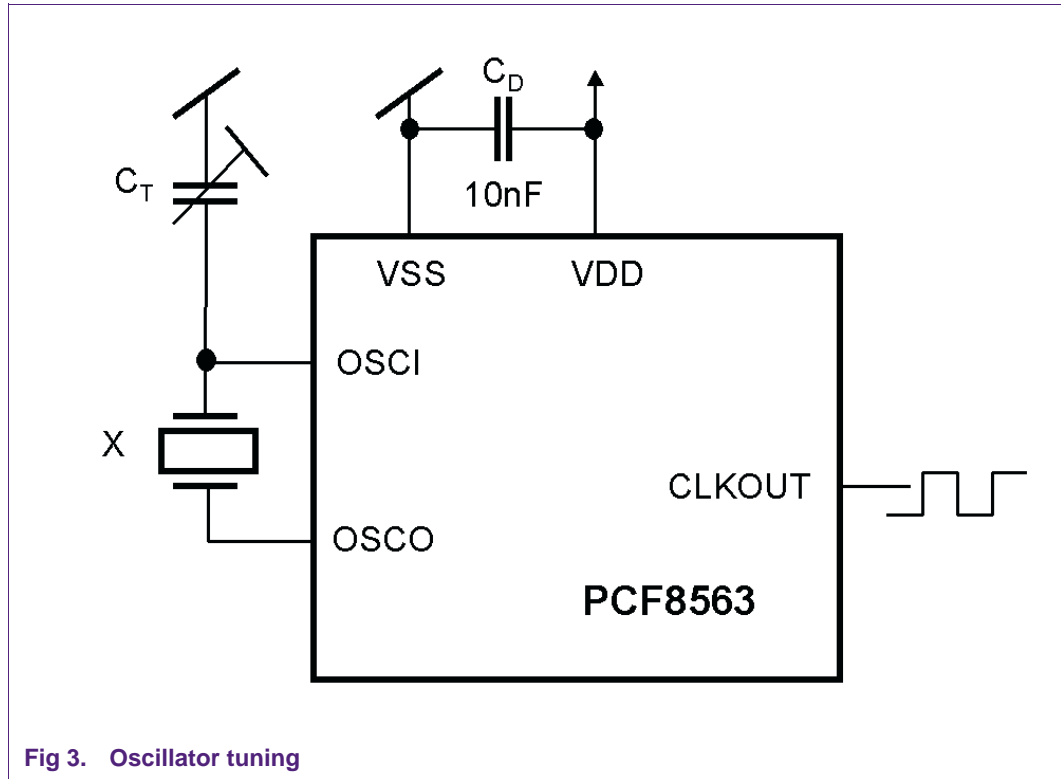 C_D
C_T
10nF
VSS VDD
OSCI
X
CLKOUT
OSCO
PCF8563
Fig 3. Oscillator tuning